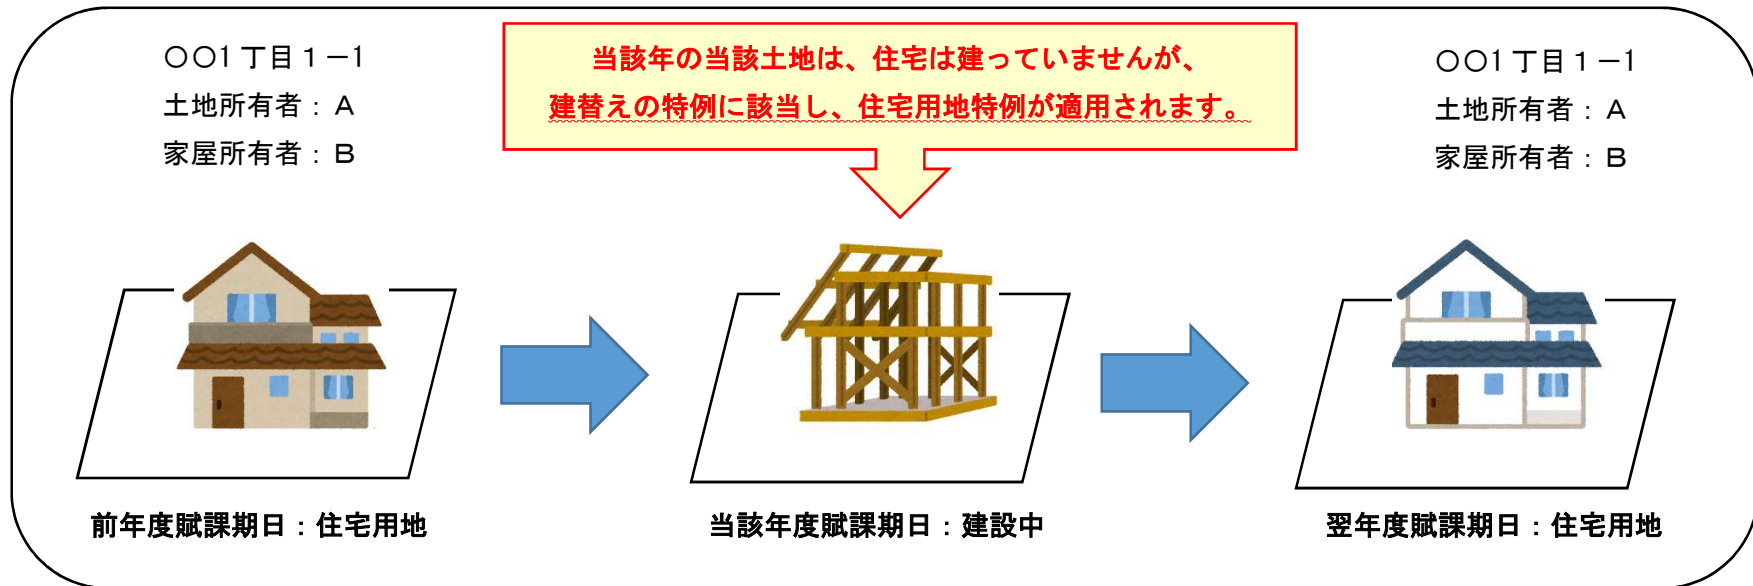 〇〇1丁目1－1
土地所有者：A
家屋所有者：B
当該年の当該土地は、住宅は建っていませんが、
建替えの特例に該当し、住宅用地特例が適用されます。
〇〇1丁目1－1
土地所有者：A
家屋所有者：B
前年度賦課期日：住宅用地
当該年度賦課期日：建設中
翌年度賦課期日：住宅用地